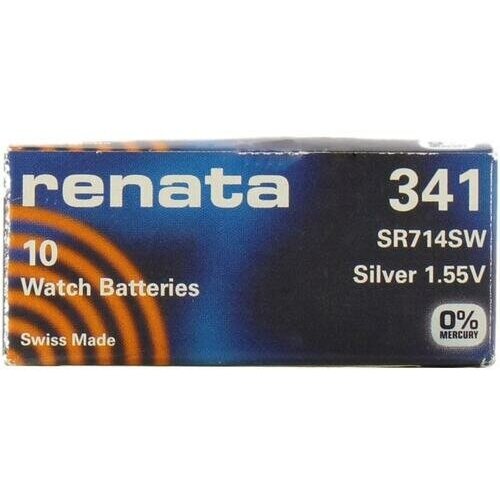 renata
341
10
SR714SW
Watch Batteries
Silver 1.55V
Swiss Made
0%
MERCURY